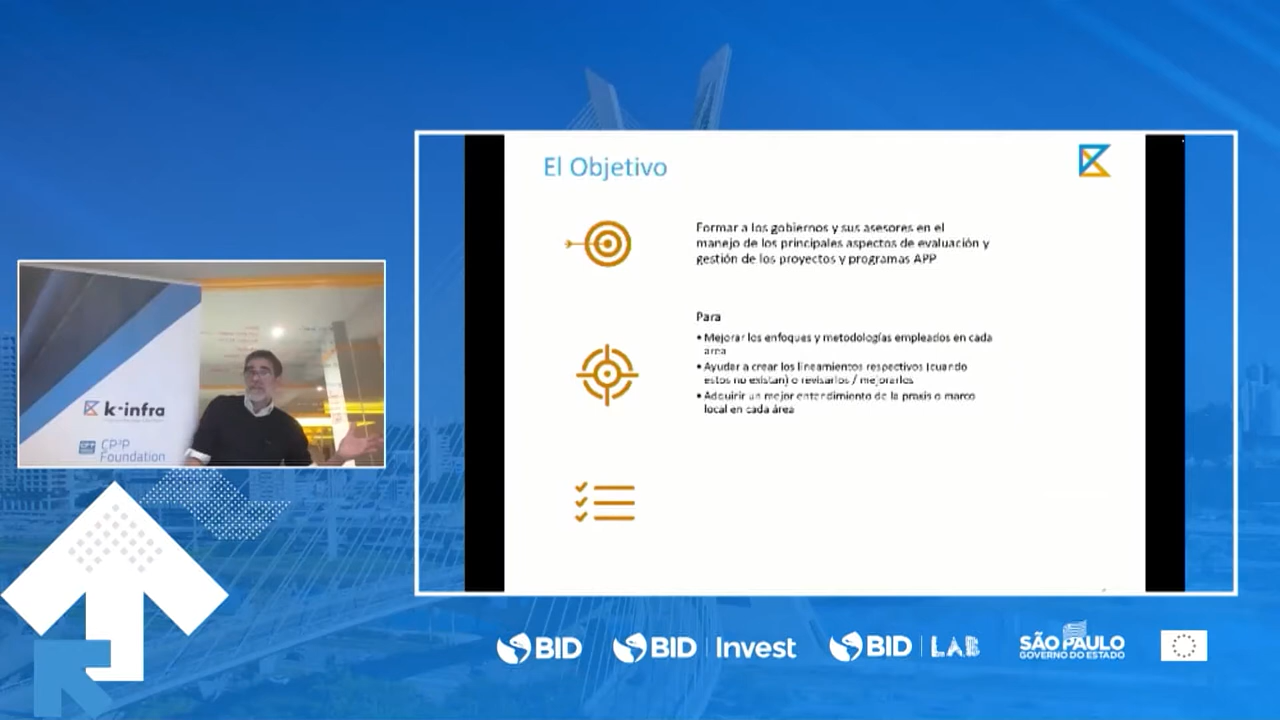 El Objetivo
Formar a los gobiernos y sus asesores en el
manejo de los principales aspectos de evaluación y
gestión de los proyectos y programas APP
Para
• Mejorar los enfoques y metodologías empleados en cada
area
• Ayudar a crear los lineamientos respectivos (cuando
estos no existan) o revisarlos / mejorarlos
• Adquirir un mejor entendimiento de la praxis o marco
local en cada área
k·infra
CP³P
Foundation
BID
BID Invest
BID LAB
SÃO PAULO
GOVERNO DO ESTADO